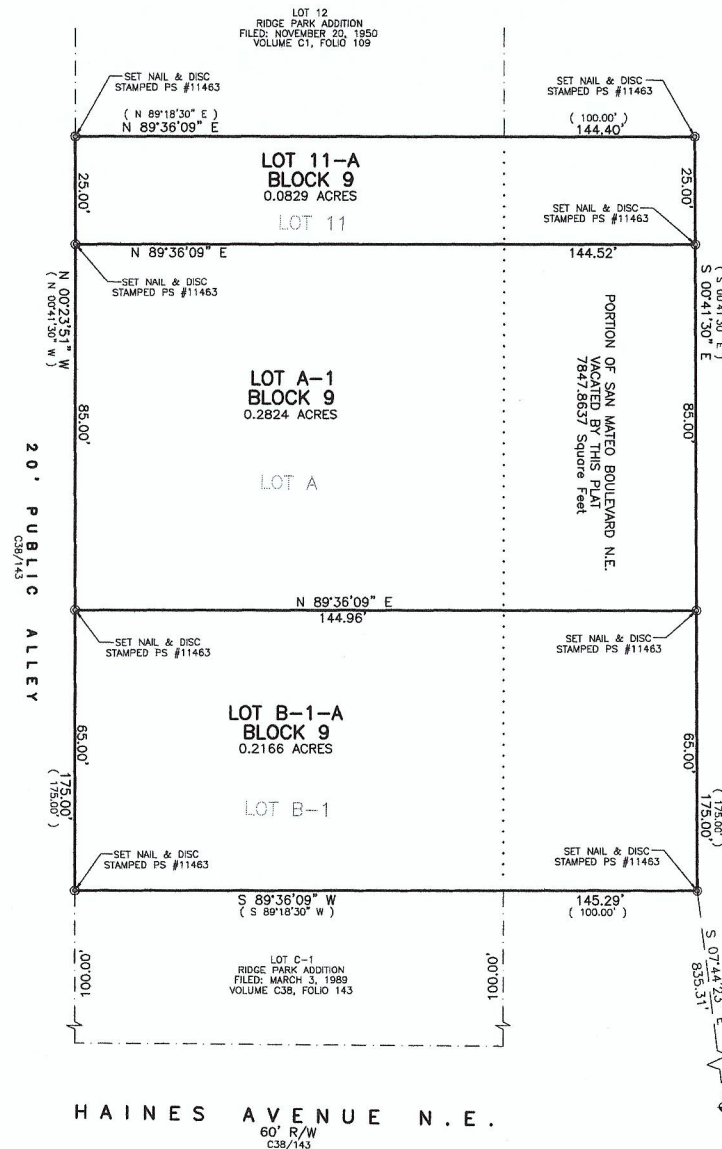 LOT 12
RIDGE PARK ADDITION
FILED: NOVEMBER 20, 1950
VOLUME C1, FOLIO 109
SET NAIL & DISC
STAMPED PS #11463
SET NAIL & DISC
STAMPED PS #11463
( N 89°18'30" E )
N 89°36'09" E
( 100.00' )
144.40'
LOT 11-A
BLOCK 9
0.0829 ACRES
LOT 11
25.00'
25.00'
SET NAIL & DISC
STAMPED PS #11463
N 89°36'09" E
144.52'
SET NAIL & DISC
STAMPED PS #11463
N 00°23'51" W
( N 00°41'30" W )
( S 00°41'30" E )
S 00°41'30" E
PORTION OF SAN MATEO BOULEVARD N.E.
VACATED BY THIS PLAT
7847.8637 Square Feet
LOT A-1
BLOCK 9
0.2824 ACRES
LOT A
85.00'
85.00'
20' PUBLIC ALLEY
C38/143
N 89°36'09" E
144.96'
SET NAIL & DISC
STAMPED PS #11463
SET NAIL & DISC
STAMPED PS #11463
LOT B-1-A
BLOCK 9
0.2166 ACRES
LOT B-1
65.00'
65.00'
175.00'
( 175.00' )
( 175.00' )
175.00'
SET NAIL & DISC
STAMPED PS #11463
SET NAIL & DISC
STAMPED PS #11463
S 89°36'09" W
( S 89°18'30" W )
145.29'
( 100.00' )
LOT C-1
RIDGE PARK ADDITION
FILED: MARCH 3, 1989
VOLUME C38, FOLIO 143
100.00'
100.00'
S 07°44'23" E
835.31'
HAINES AVENUE N.E.
60' R/W
C38/143